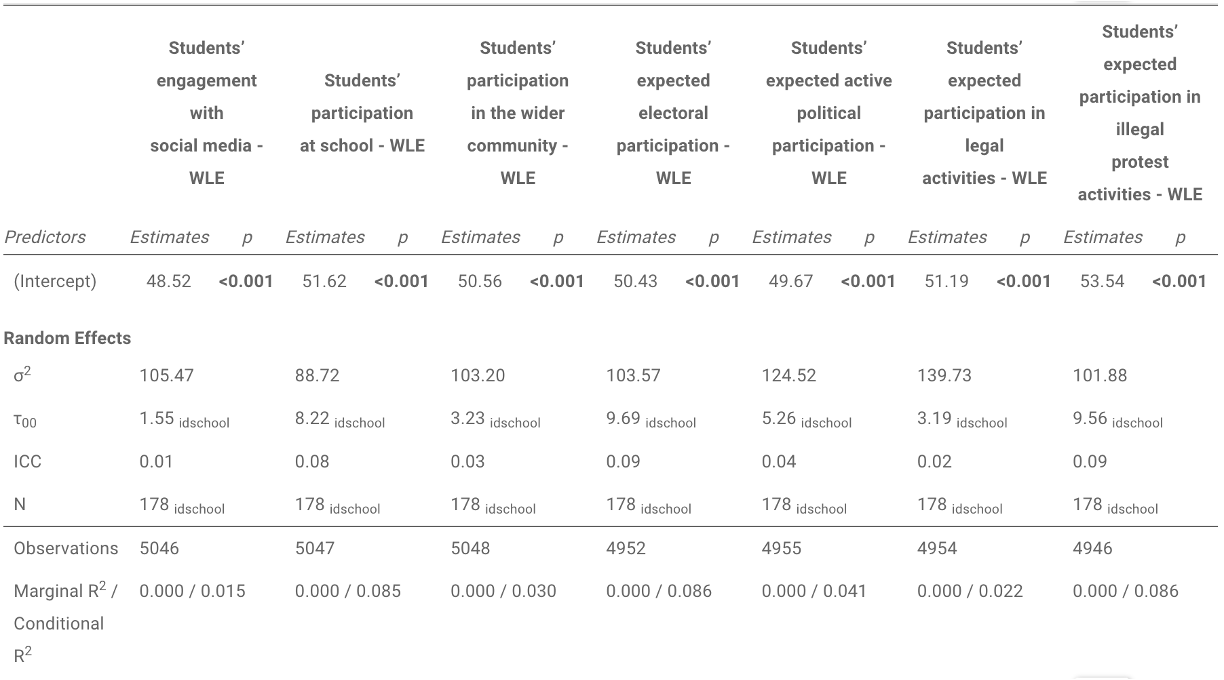 Students’ engagement with social media - WLE	Students’ participation at school - WLE	Students’ participation in the wider community - WLE	Students’ expected electoral participation - WLE	Students’ expected active political participation - WLE	Students’ expected participation in legal activities - WLE	Students’ expected participation in illegal protest activities - WLE
Predictors	Estimates	p	Estimates	p	Estimates	p	Estimates	p	Estimates	p	Estimates	p	Estimates	p
(Intercept)	48.52	<0.001	51.62	<0.001	50.56	<0.001	50.43	<0.001	49.67	<0.001	51.19	<0.001	53.54	<0.001
Random Effects
σ2	105.47	88.72	103.20	103.57	124.52	139.73	101.88
τ00	1.55 idschool	8.22 idschool	3.23 idschool	9.69 idschool	5.26 idschool	3.19 idschool	9.56 idschool
ICC	0.01	0.08	0.03	0.09	0.04	0.02	0.09
N	178 idschool	178 idschool	178 idschool	178 idschool	178 idschool	178 idschool	178 idschool
Observations	5046	5047	5048	4952	4955	4954	4946
Marginal R2 / Conditional R2	0.000 / 0.015	0.000 / 0.085	0.000 / 0.030	0.000 / 0.086	0.000 / 0.041	0.000 / 0.022	0.000 / 0.086